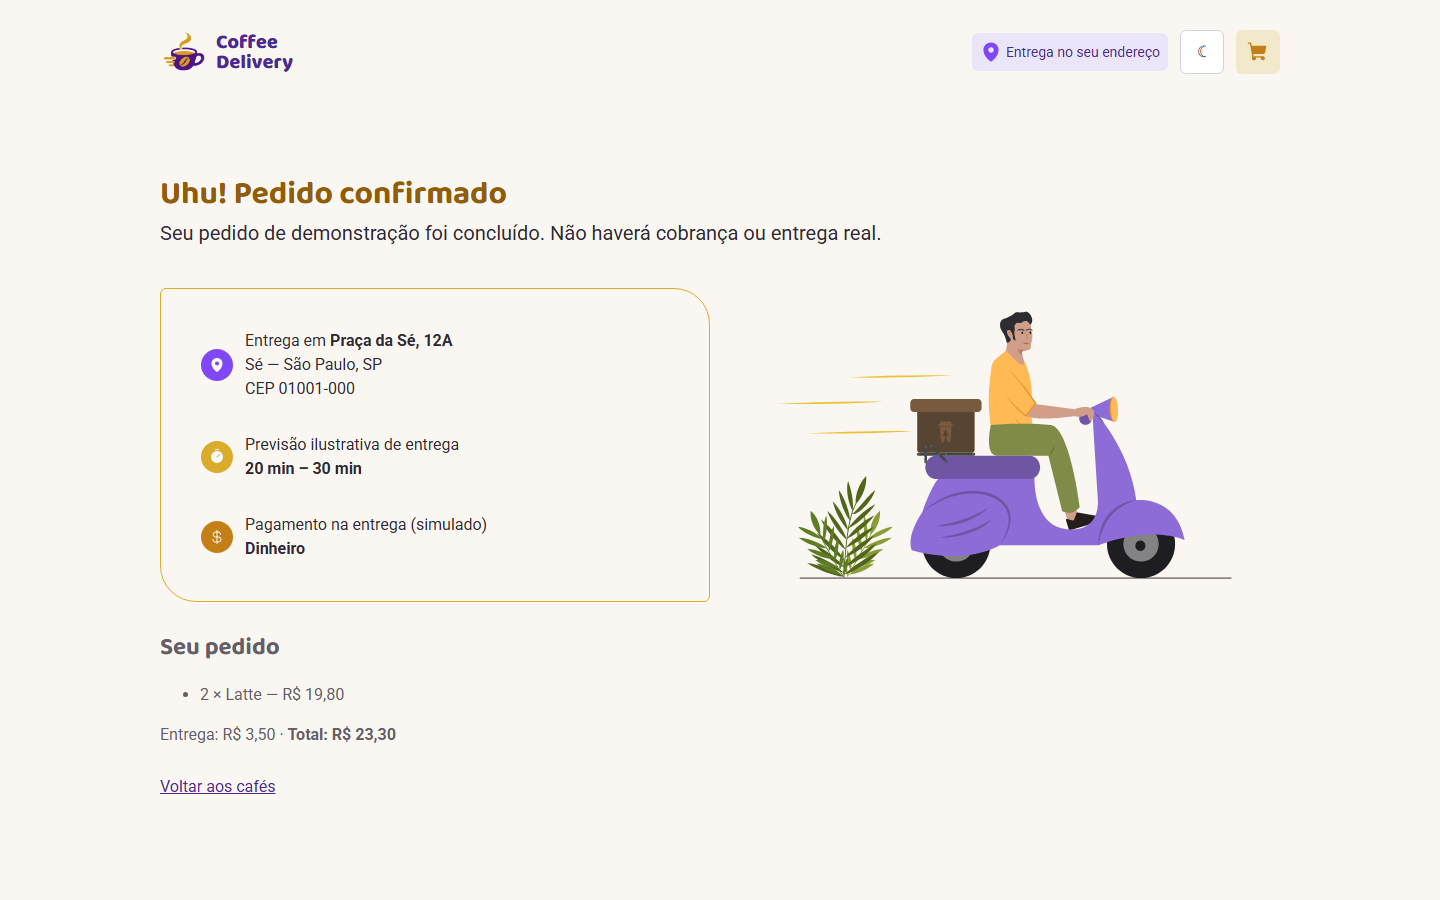 Coffee
Delivery
Entrega no seu endereço
Uhu! Pedido confirmado
Seu pedido de demonstração foi concluído. Não haverá cobrança ou entrega real.
Entrega em Praça da Sé, 12A
Sé — São Paulo, SP
CEP 01001-000
Previsão ilustrativa de entrega
20 min – 30 min
Pagamento na entrega (simulado)
Dinheiro
Seu pedido
• 2 × Latte — R$ 19,80
Entrega: R$ 3,50 · Total: R$ 23,30
Voltar aos cafés